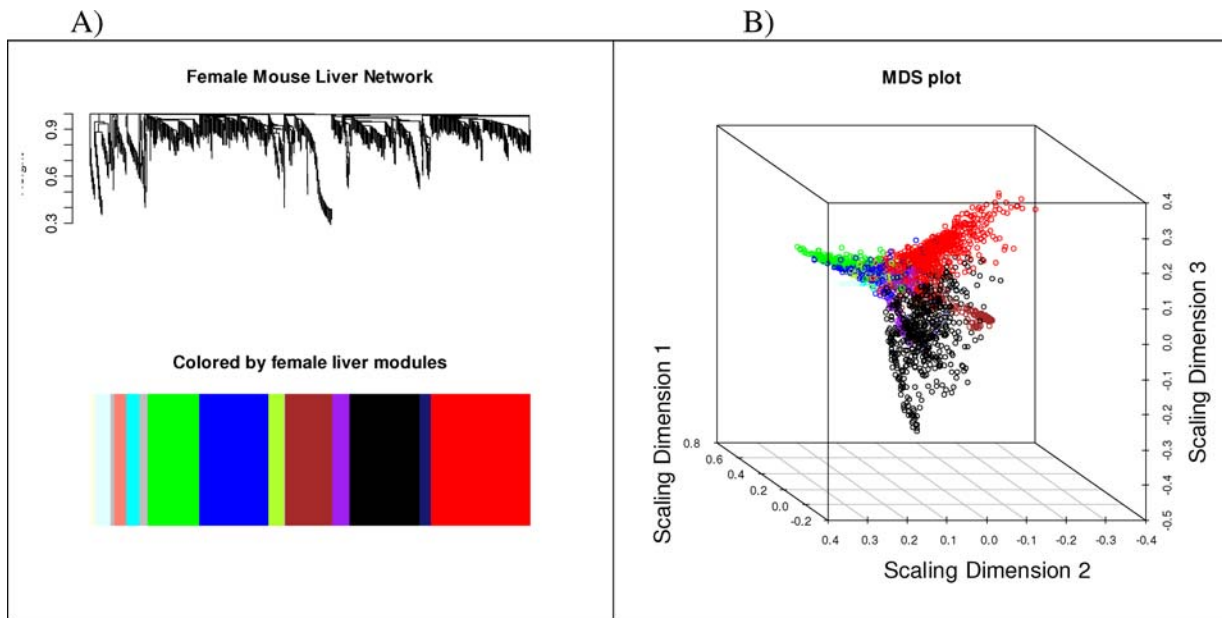 A)
B)
Female Mouse Liver Network
0.9
0.6
0.3
Colored by female liver modules
MDS plot
Scaling Dimension 1
0.8
0.6
0.4
0.2
0.0
-0.2
0.4 0.3 0.2 0.1 0.0 -0.1 -0.2 -0.3 -0.4
Scaling Dimension 2
0.4
0.3
0.2
0.1
0.0
-0.1
-0.2
-0.3
-0.3
-0.5
Scaling Dimension 3